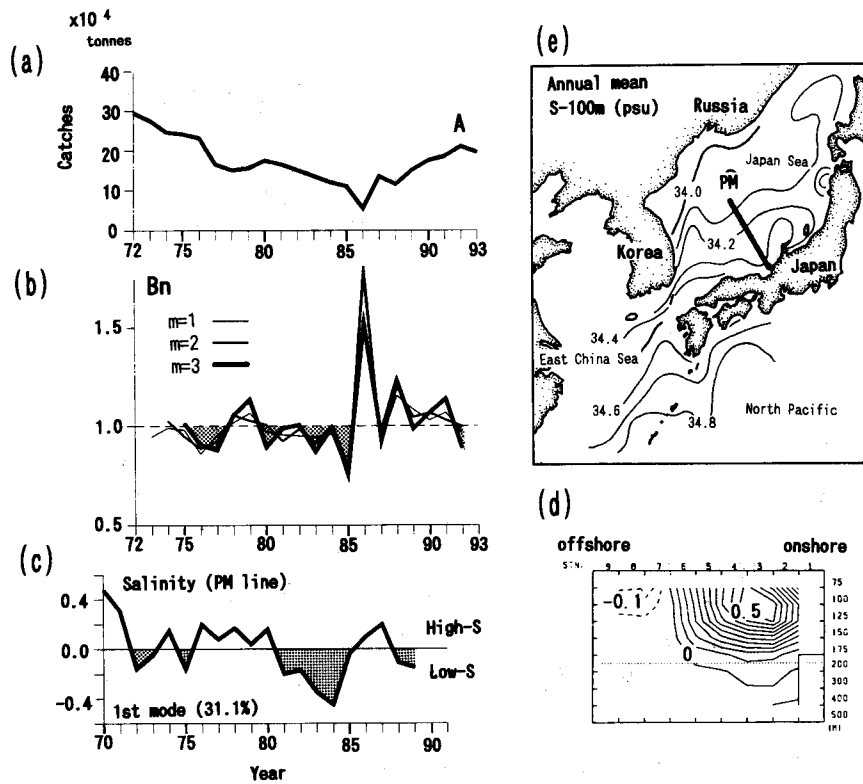 (a)
x10 4
tonnes
Catches
40
30
20
10
0
A
72 75 80 85 90 93
(b)
Bn
m=1
m=2
m=3
1.5
1.0
0.5
72 75 80 85 90 93
(c)
Salinity (PM line)
0.4
0.0
-0.4
High-S
Low-S
1st mode (31.1%)
70 75 80 85 90
Year
(e)
Annual mean
S-100m (psu)
Russia
Japan Sea
34.0
PM
34.2
Korea
Japan
34.4
East China Sea
34.6
34.8
North Pacific
(d)
offshore onshore
STN. 9 8 7 6 5 4 3 2 1
-0.1
0.5
0
75
100
125
150
175
200
300
400
500
(M)